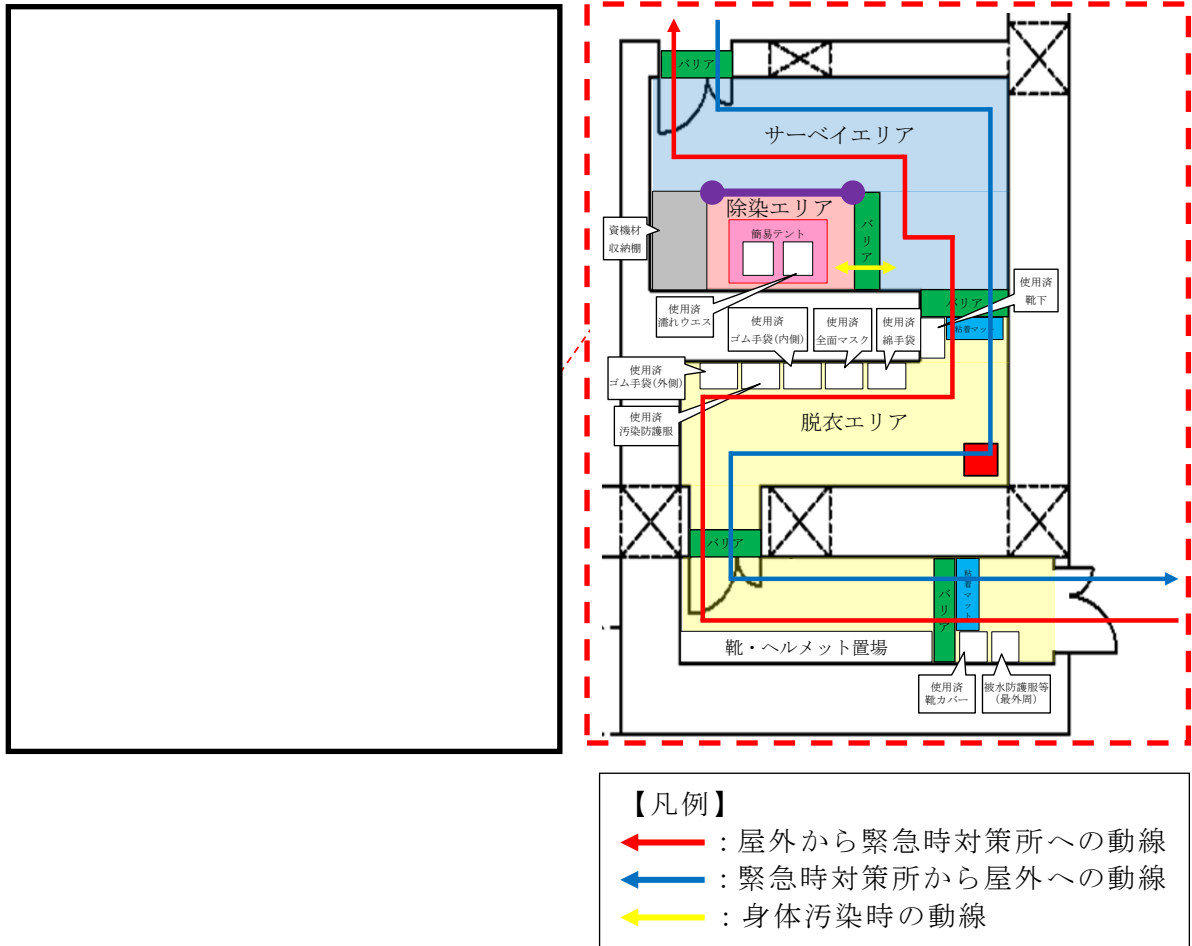 バリア
サーベイエリア
除染エリア
簡易テント
バリア
資機材
収納棚
使用済
濡れウエス
使用済
ゴム手袋(内側)
使用済
全面マスク
使用済
綿手袋
バリア
使用済
靴下
粘着マット
使用済
ゴム手袋(外側)
使用済
汚染防護服
脱衣エリア
バリア
バリア
粘着マット
靴・ヘルメット置場
使用済
靴カバー
被水防護服等
(最外周)
【凡例】
:屋外から緊急時対策所への動線
:緊急時対策所から屋外への動線
:身体汚染時の動線